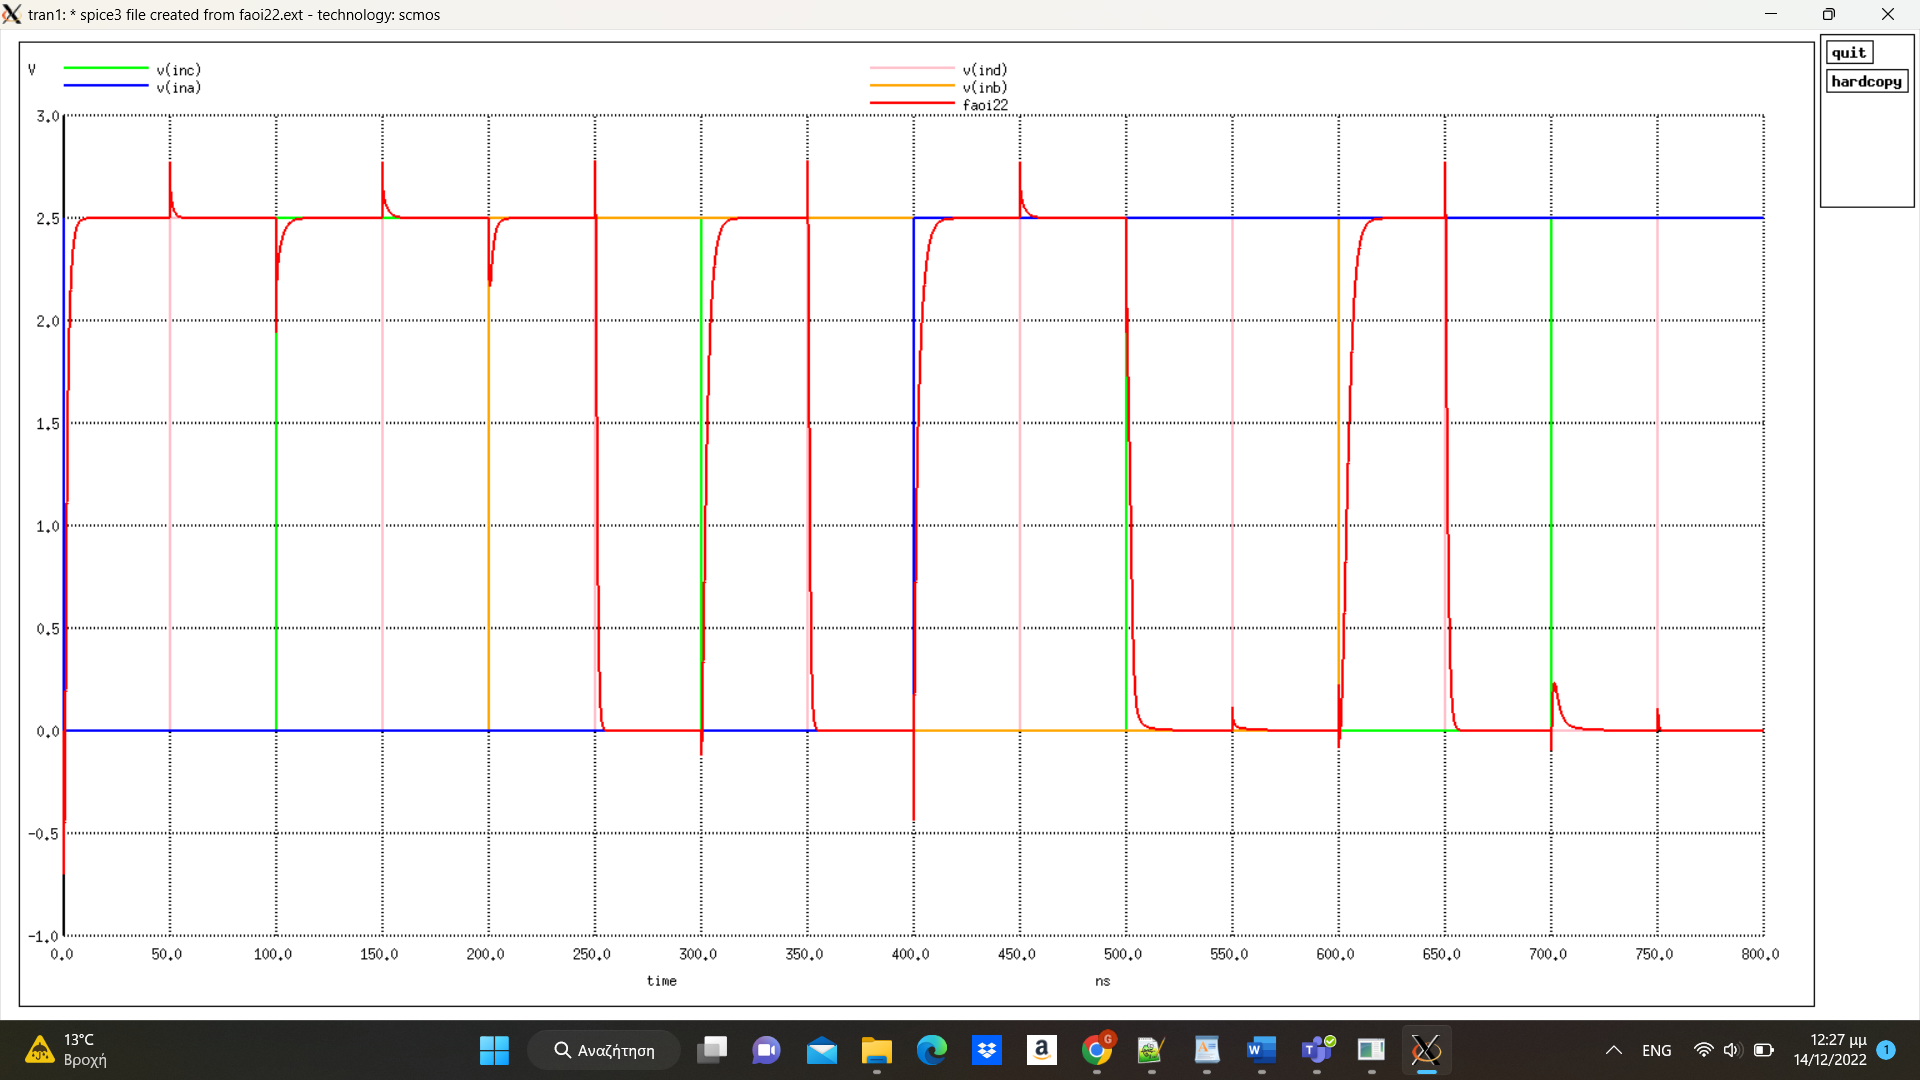 tran1: * spice3 file created from faoi22.ext - technology: scmos
quit
hardcopy
V
v(inc)
v(ina)
v(ind)
v(inb)
faoi22
3.0
2.5
2.0
1.5
1.0
0.5
0.0
-0.5
-1.0
0.0 50.0 100.0 150.0 200.0 250.0 300.0 350.0 400.0 450.0 500.0 550.0 600.0 650.0 700.0 750.0 800.0
time ns
13°C
Βροχή
Αναζήτηση
ENG
12:27 μμ
14/12/2022
1